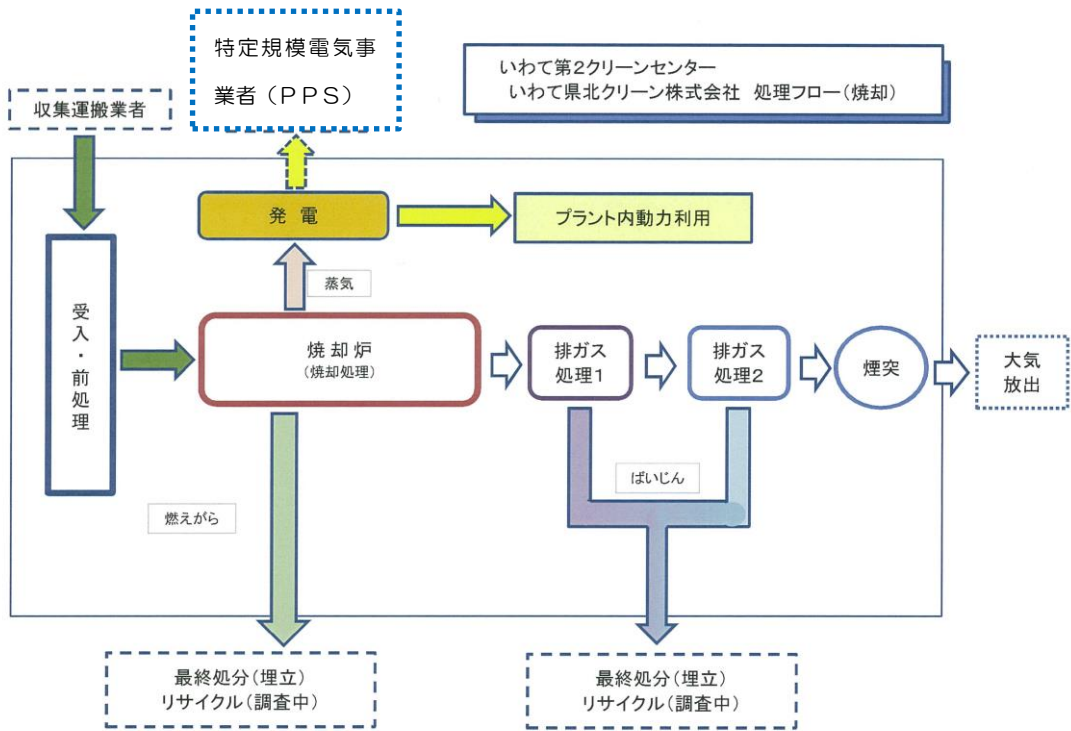 特定規模電気事
業者（ＰＰＳ）
いわて第2クリーンセンター
いわて県北クリーン株式会社　処理フロー（焼却）
収集運搬業者
発 電
プラント内動力利用
蒸気
受入・前処理
焼 却 炉
（焼却処理）
排ガス
処理1
排ガス
処理2
煙突
大気
放出
ばいじん
燃えがら
最終処分（埋立）
リサイクル（調査中）
最終処分（埋立）
リサイクル（調査中）